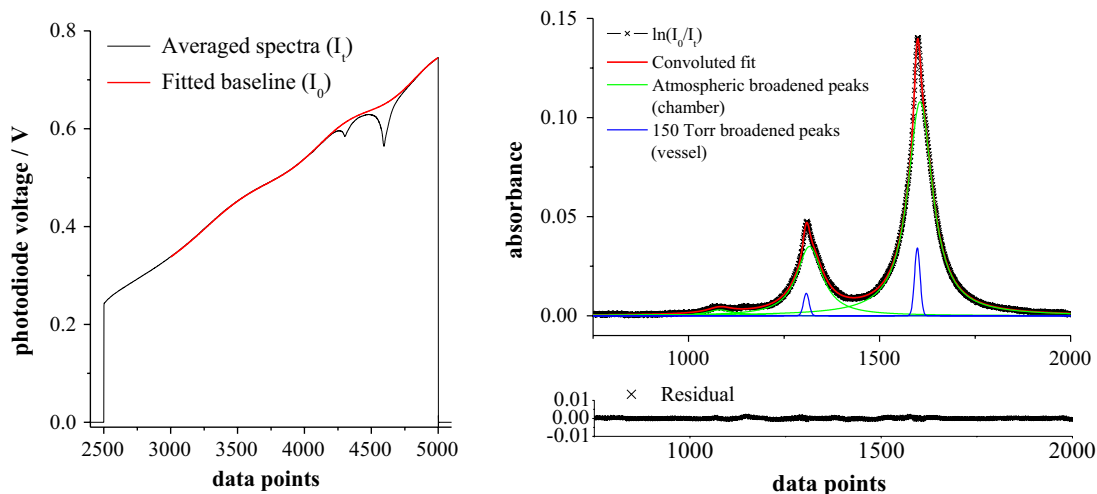 0.8
0.6
0.4
0.2
0.0
photodiode voltage / V
Averaged spectra (I_t)
Fitted baseline (I_0)
2500 3000 3500 4000 4500 5000
data points
0.15
0.10
0.05
0.00
absorbance
ln(I_0/I_t)
Convoluted fit
Atmospheric broadened peaks
(chamber)
150 Torr broadened peaks
(vessel)
1000 1500 2000
0.01
0.00
-0.01
Residual
1000 1500 2000
data points